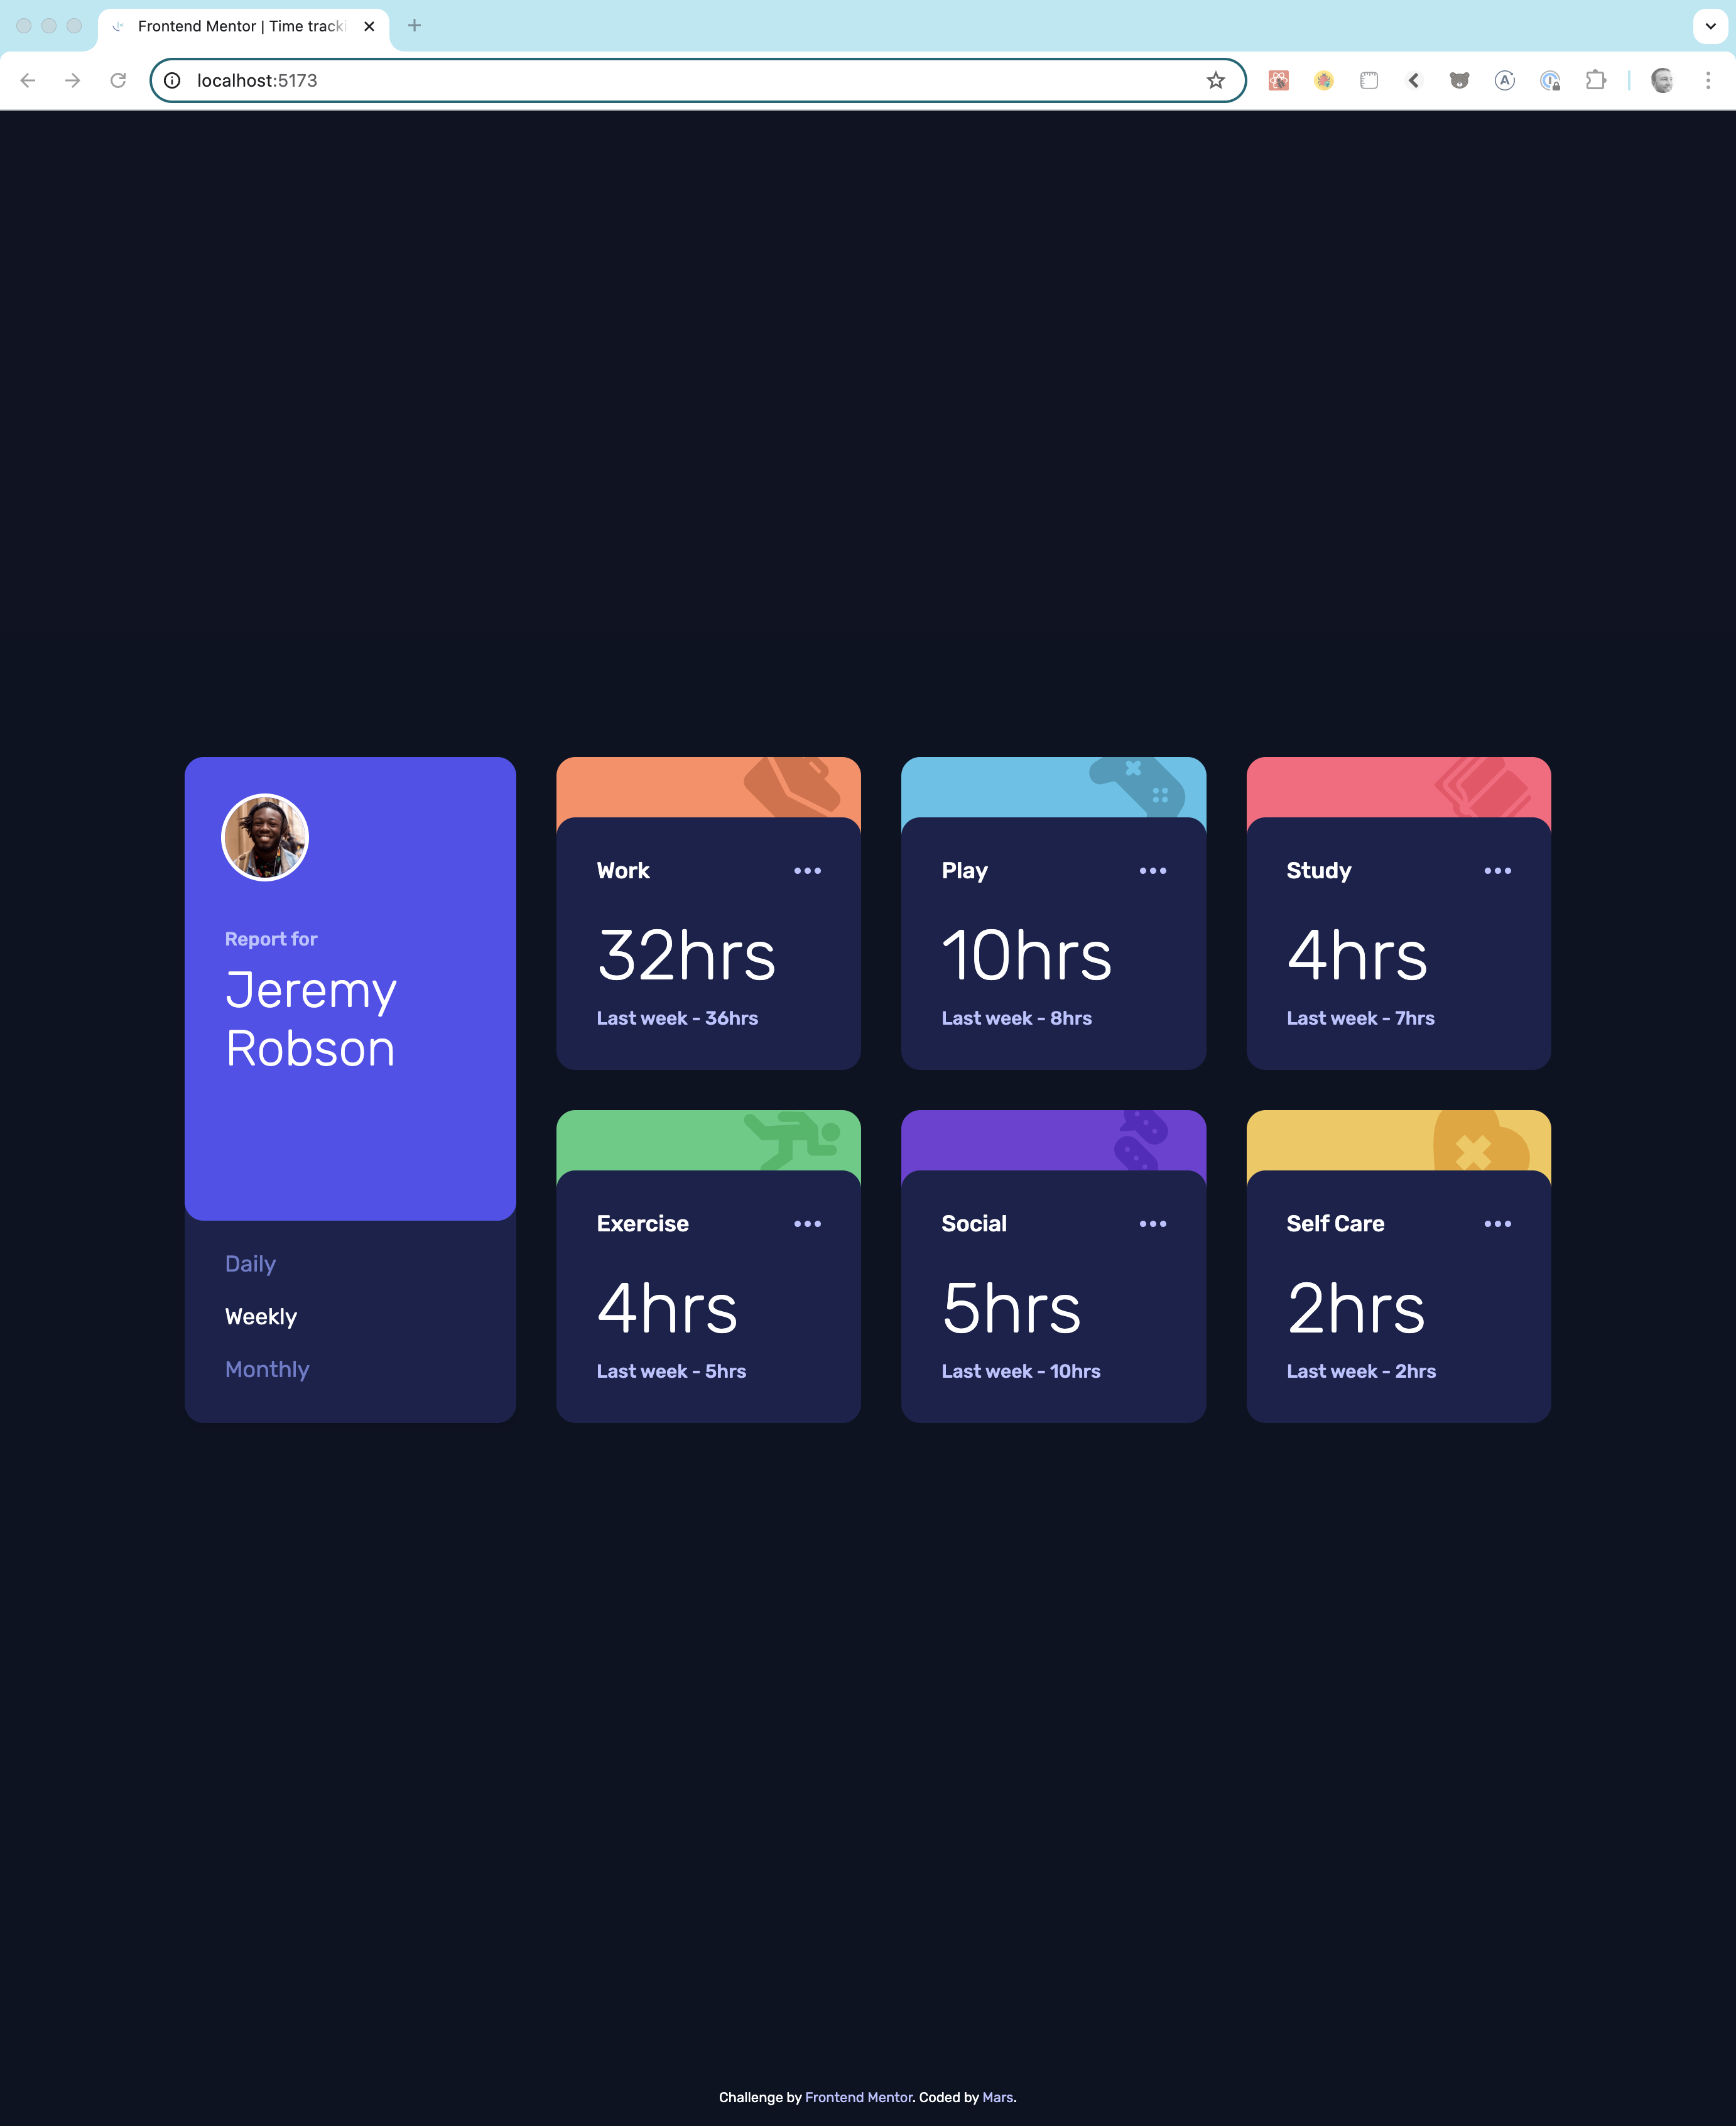 Frontend Mentor | Time tracki
localhost:5173
Report for
Jeremy
Robson
Daily
Weekly
Monthly
Work
32hrs
Last week - 36hrs
Play
10hrs
Last week - 8hrs
Study
4hrs
Last week - 7hrs
Exercise
4hrs
Last week - 5hrs
Social
5hrs
Last week - 10hrs
Self Care
2hrs
Last week - 2hrs
Challenge by Frontend Mentor. Coded by Mars.